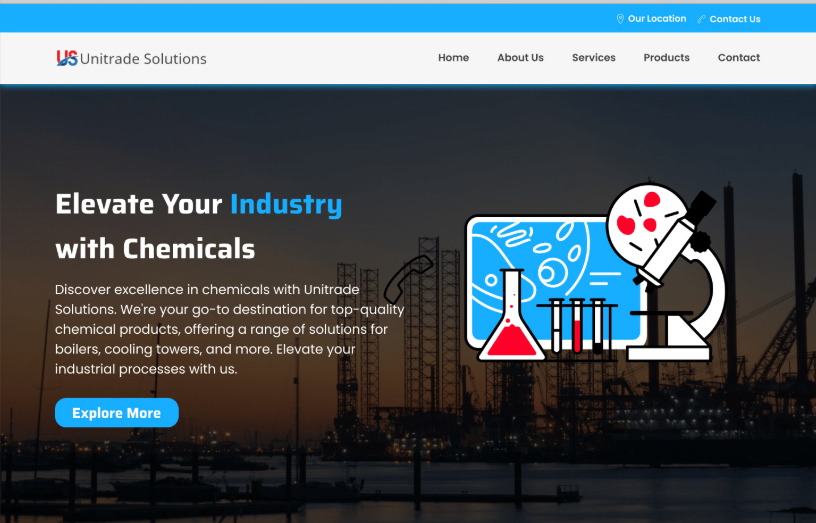 Our Location Contact Us
US Unitrade Solutions
Home About Us Services Products Contact
Elevate Your Industry
with Chemicals
Discover excellence in chemicals with Unitrade
Solutions. We're your go-to destination for top-quality
chemical products, offering a range of solutions for
boilers, cooling towers, and more. Elevate your
industrial processes with us.
Explore More